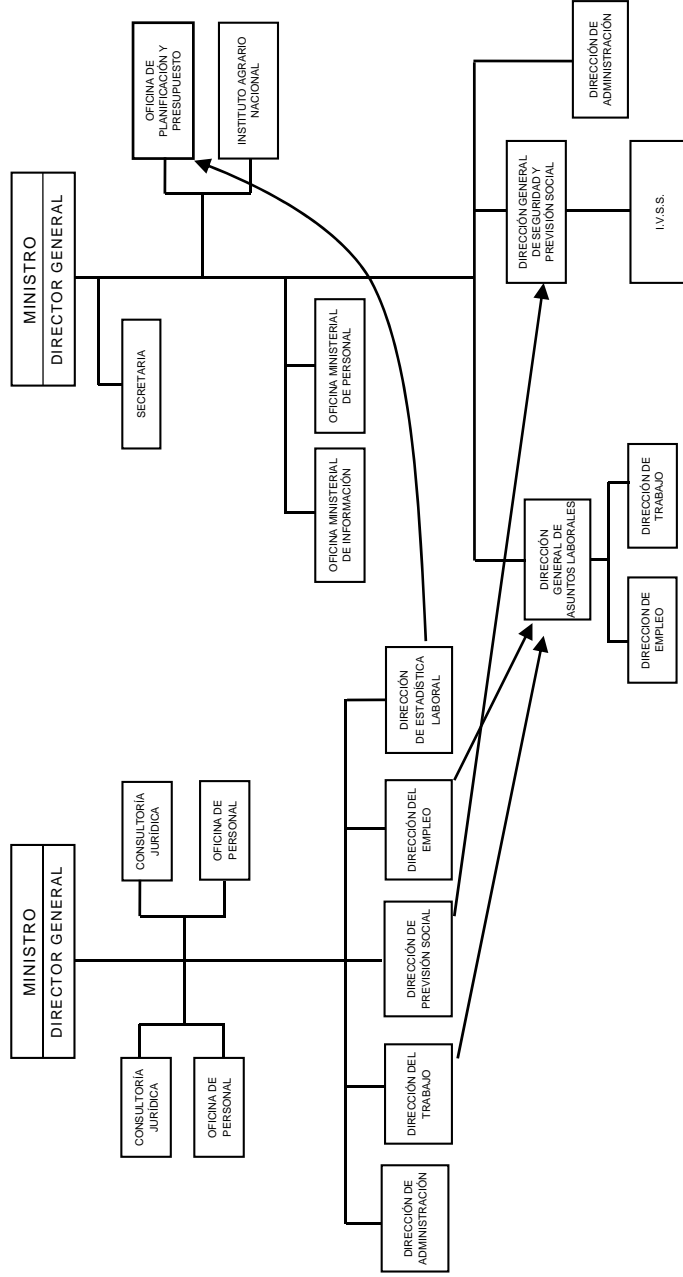 MINISTRO
DIRECTOR GENERAL
CONSULTORÍA
JURÍDICA
OFICINA DE
PERSONAL
CONSULTORÍA
JURÍDICA
OFICINA DE
PERSONAL
DIRECCIÓN DE
ADMINISTRACIÓN
DIRECCIÓN DEL
TRABAJO
DIRECCIÓN DE
PREVISIÓN SOCIAL
DIRECCIÓN DEL
EMPLEO
DIRECCIÓN
DE ESTADÍSTICA
LABORAL
MINISTRO
DIRECTOR GENERAL
SECRETARIA
OFICINA DE
PLANIFICACIÓN Y
PRESUPUESTO
INSTITUTO AGRARIO
NACIONAL
OFICINA MINISTERIAL
DE INFORMACIÓN
OFICINA MINISTERIAL
DE PERSONAL
DIRECCIÓN
GENERAL DE
ASUNTOS LABORALES
DIRECCIÓN GENERAL
DE SEGURIDAD Y
PREVISIÓN SOCIAL
DIRECCIÓN DE
ADMINISTRACIÓN
DIRECCION DE
EMPLEO
DIRECCIÓN DE
TRABAJO
I.V.S.S.